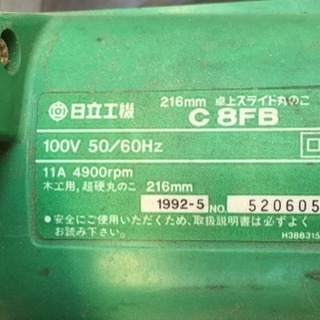 日立工機 216mm 卓上スライド丸のこ
C 8FB
100V 50/60Hz
11A 4900rpm
木工用, 超硬丸のこ 216mm
1992-5 NO. 520605
●安全にご使用いただくため、取扱説明書は必ずよく
お読み下さい。 H388315